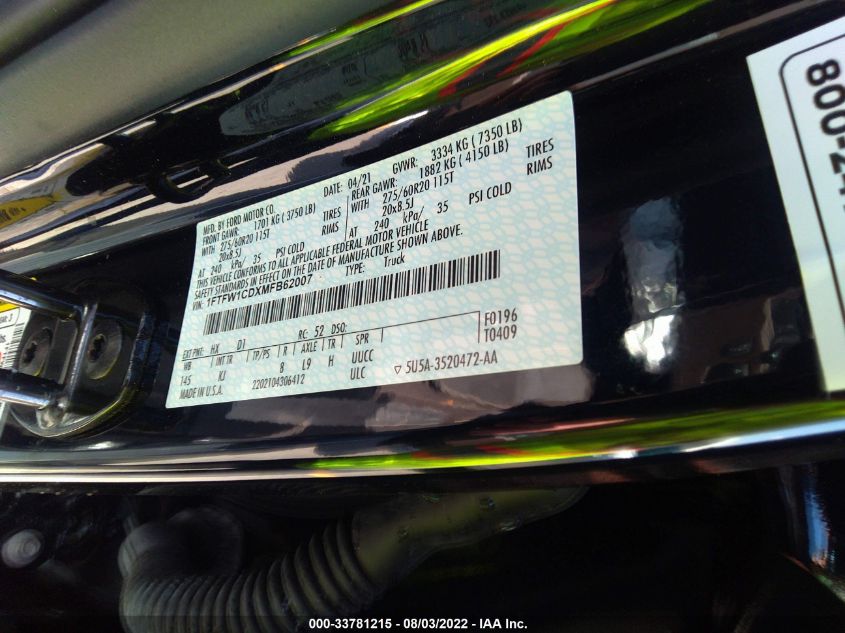 MFD. BY FORD MOTOR CO.
DATE: 04/21 GVWR: 3334 KG ( 7350 LB)
FRONT GAWR: 1701 KG ( 3750 LB) REAR GAWR: 1882 KG ( 4150 LB)
WITH 275/60R20 115T TIRES WITH 275/60R20 115T TIRES
20x8.5J RIMS 20x8.5J RIMS
AT 240 kPa/ 35 PSI COLD AT 240 kPa/ 35 PSI COLD
THIS VEHICLE CONFORMS TO ALL APPLICABLE FEDERAL MOTOR VEHICLE
SAFETY STANDARDS IN EFFECT ON THE DATE OF MANUFACTURE SHOWN ABOVE.
VIN: 1FTFW1CDXMFB62007 TYPE: Truck
EXT PNT: HX D1 RC: 52 DSO: F0196
WB INT TR TP/PS R AXLE TR SPR T0409
145 KJ 8 L9 H UUCC
MADE IN U.S.A. 2202104306412 ULC ▽ 5U5A-3520472-AA
800-24
000-33781215 - 08/03/2022 - IAA Inc.